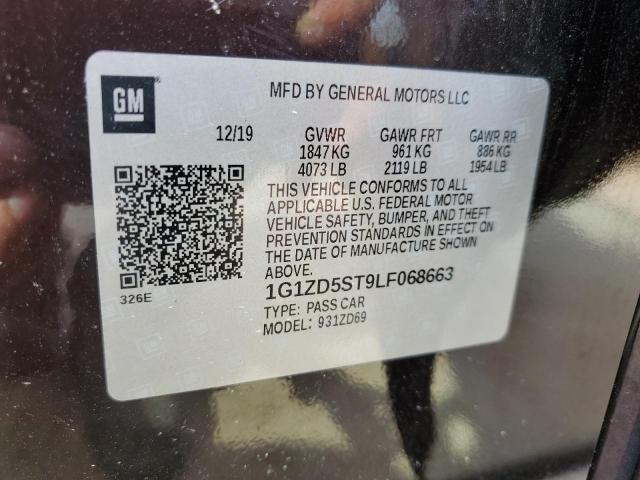 GM
MFD BY GENERAL MOTORS LLC
12/19 GVWR GAWR FRT GAWR RR
1847 KG 961 KG 886 KG
4073 LB 2119 LB 1954 LB
THIS VEHICLE CONFORMS TO ALL
APPLICABLE U.S. FEDERAL MOTOR
VEHICLE SAFETY, BUMPER, AND THEFT
PREVENTION STANDARDS IN EFFECT ON
THE DATE OF MANUFACTURE SHOWN
ABOVE.
326E
1G1ZD5ST9LF068663
TYPE: PASS CAR
MODEL: 931ZD69